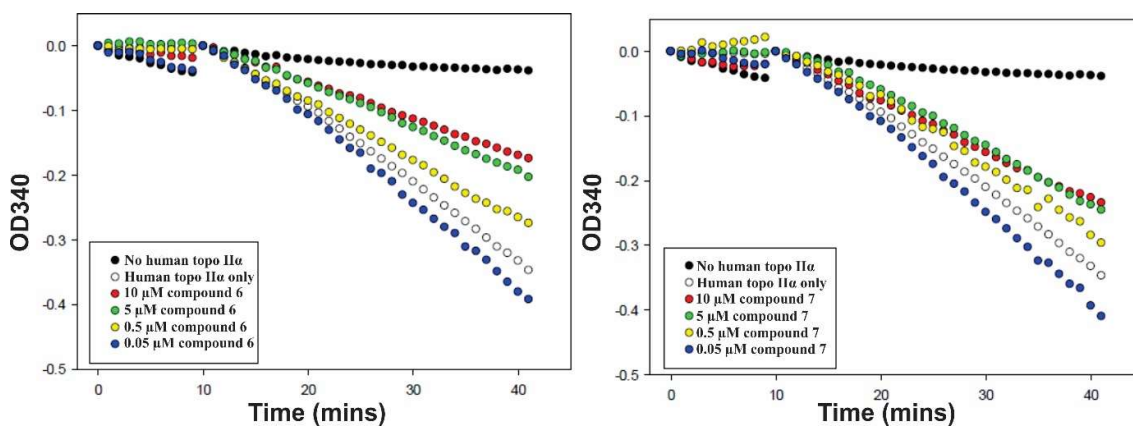 0.0
-0.1
-0.2
-0.3
-0.4
-0.5
OD340
No human topo IIα
Human topo IIα only
10 µM compound 6
5 µM compound 6
0.5 µM compound 6
0.05 µM compound 6
0 10 20 30 40
Time (mins)
0.0
-0.1
-0.2
-0.3
-0.4
-0.5
OD340
No human topo IIα
Human topo IIα only
10 µM compound 7
5 µM compound 7
0.5 µM compound 7
0.05 µM compound 7
0 10 20 30 40
Time (mins)